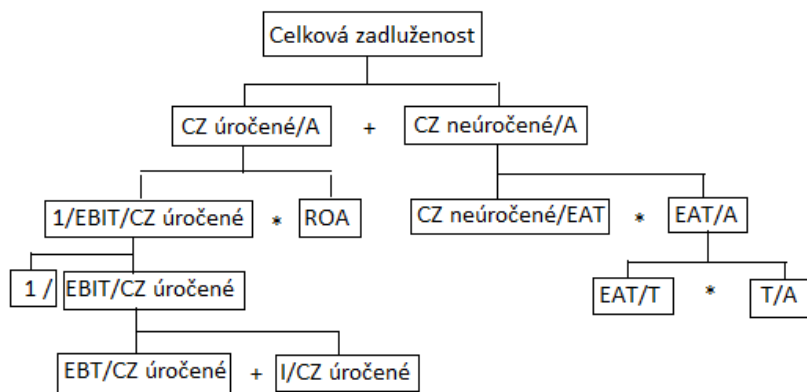 Celková zadluženost
CZ úročené/A + CZ neúročené/A
1/EBIT/CZ úročené * ROA CZ neúročené/EAT * EAT/A
1 / EBIT/CZ úročené EAT/T * T/A
EBT/CZ úročené + I/CZ úročené